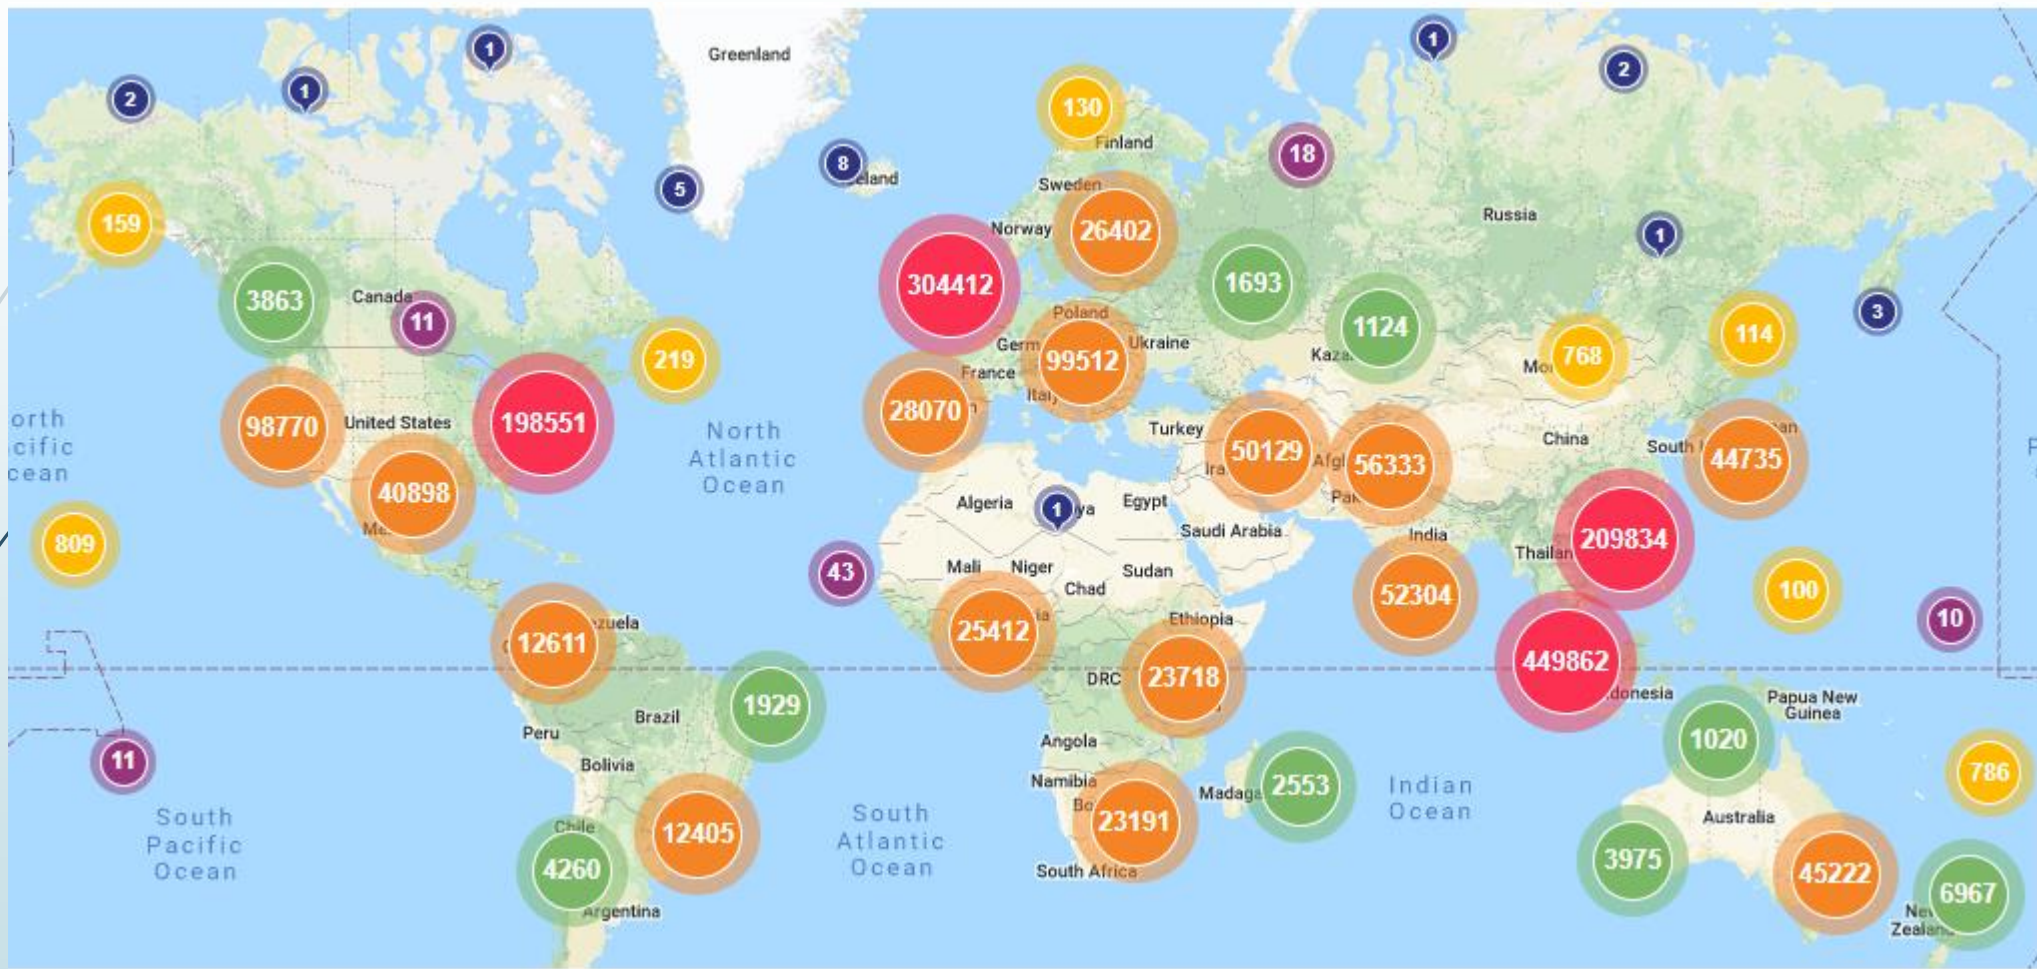 Greenland
1
1
2
1
2
130
Finland
18
8
5
Sweden
159
Norway
26402
Russia
1
304412
1693
3863
Canada
11
3
Poland
1124
114
219
99512
Ukraine
768
France
28070
98770
United States
198551
North
Atlantic
Ocean
Turkey
50129
56333
China
44735
40898
Algeria
1
Egypt
Saudi Arabia
India
209834
809
43
Mali
Niger
Chad
Sudan
52304
100
12611
25412
Ethiopia
10
449862
DRC
23718
1929
Brazil
Peru
Papua New
Guinea
1020
11
Bolivia
Angola
Namibia
2553
Indian
Ocean
786
South
Pacific
Ocean
South
Atlantic
Ocean
Chile
12405
23191
Australia
4260
South Africa
3975
45222
6967
Argentina